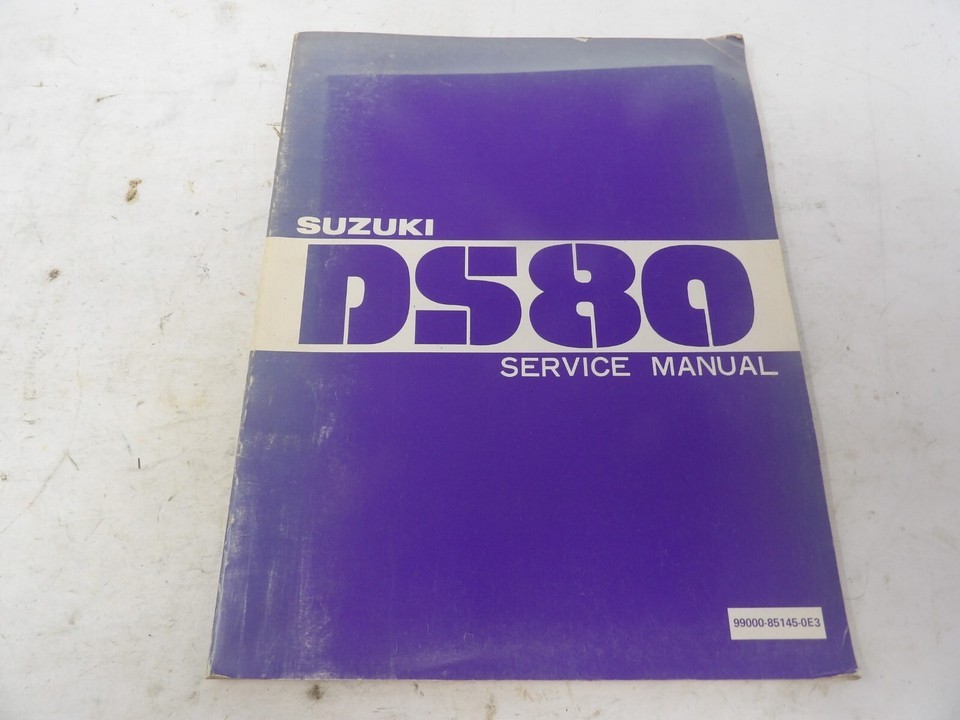 SUZUKI
DS80
SERVICE MANUAL
99000-85145-0E3